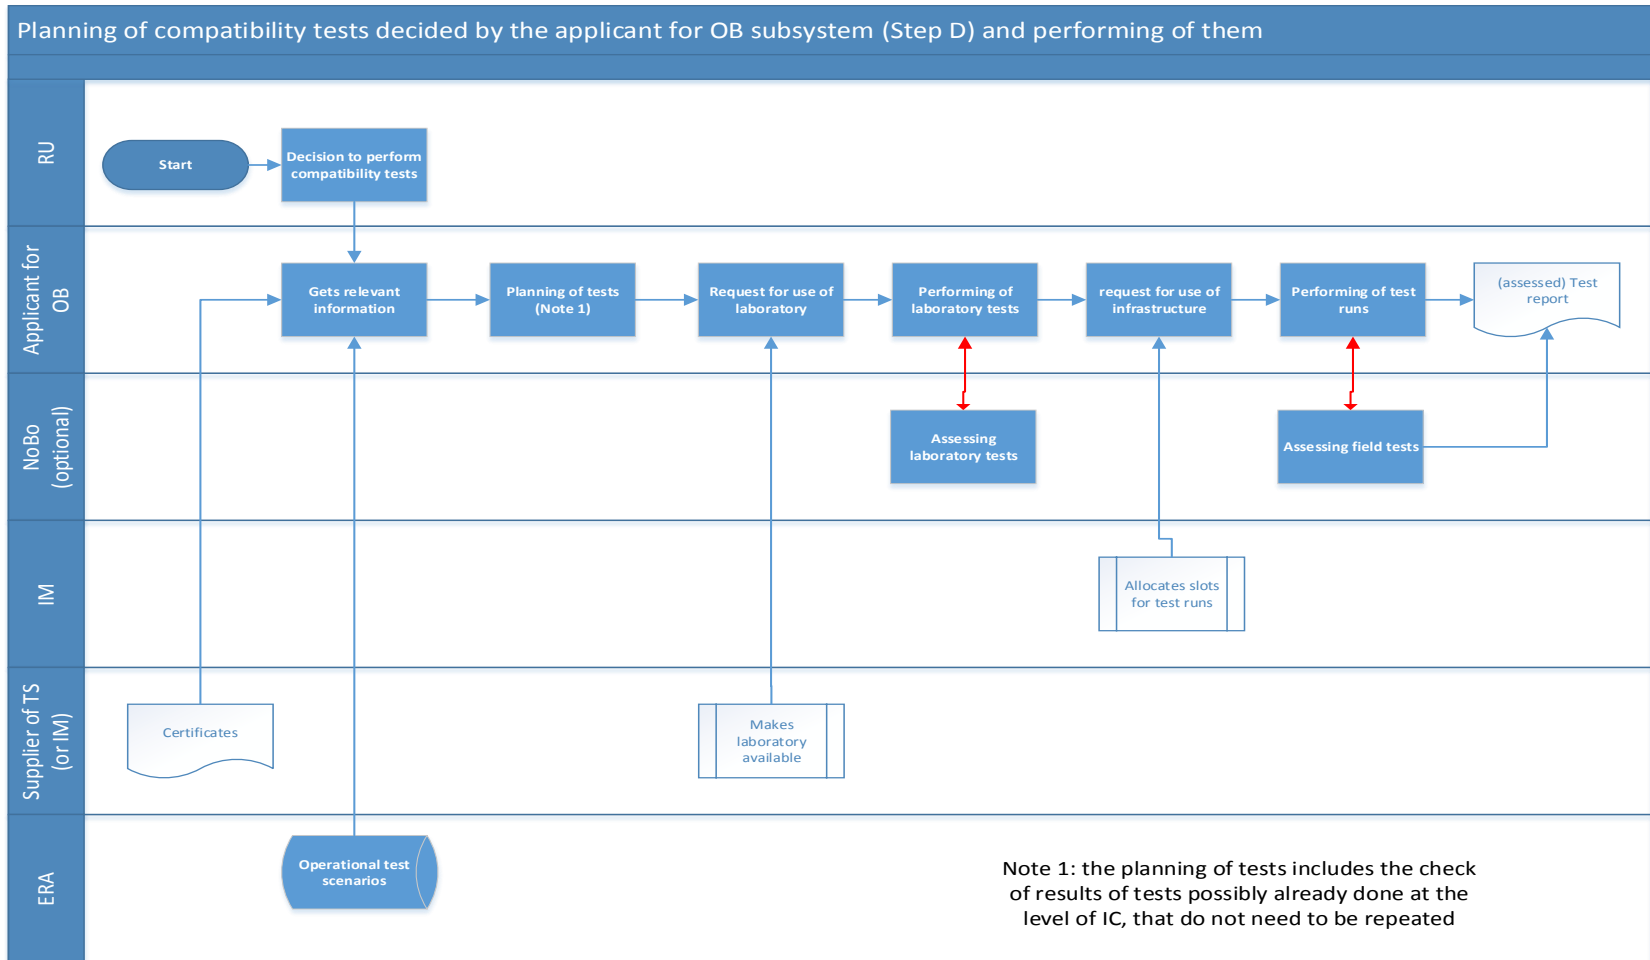 Planning of compatibility tests decided by the applicant for OB subsystem (Step D) and performing of them
RU
Start
Decision to perform
compatibility tests
Applicant for
OB
Gets relevant
information
Planning of tests
(Note 1)
Request for use of
laboratory
Performing of
laboratory tests
request for use of
infrastructure
Performing of test
runs
(assessed) Test
report
NoBo
(optional)
Assessing
laboratory tests
Assessing field tests
IM
Allocates slots
for test runs
Supplier of TS
(or IM)
Certificates
Makes
laboratory
available
ERA
Operational test
scenarios
Note 1: the planning of tests includes the check
of results of tests possibly already done at the
level of IC, that do not need to be repeated